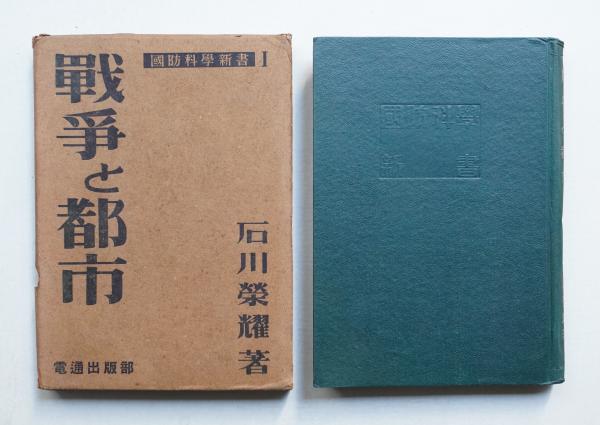 國防科學新書 I
戰爭と都市
石川榮耀著
電通出版部
國防科學
新書